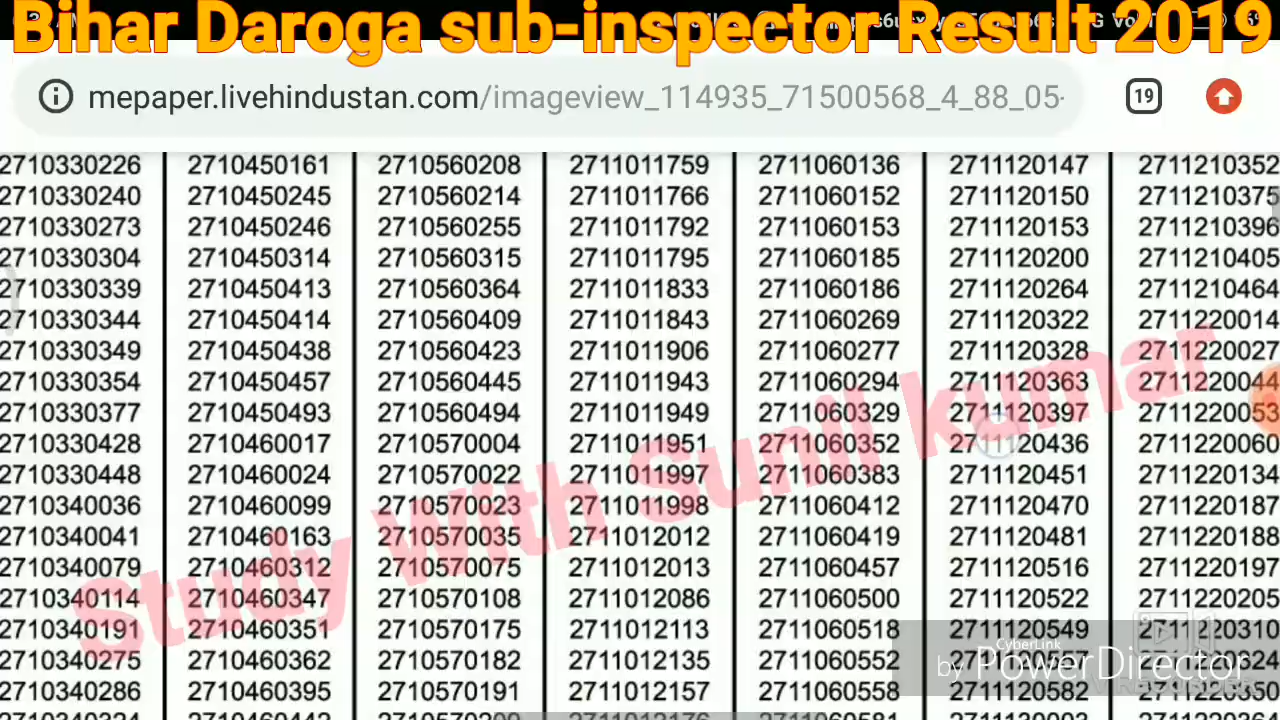 Bihar Daroga sub-inspector Result 2019
mepaper.livehindustan.com/imageview_114935_71500568_4_88_05-
19
2710330226 2710450161 2710560208 2711011759 2711060136 2711120147 2711210352
2710330240 2710450245 2710560214 2711011766 2711060152 2711120150 2711210375
2710330273 2710450246 2710560255 2711011792 2711060153 2711120153 2711210396
2710330304 2710450314 2710560315 2711011795 2711060185 2711120200 2711210405
2710330339 2710450413 2710560364 2711011833 2711060186 2711120264 2711210464
2710330344 2710450414 2710560409 2711011843 2711060269 2711120322 2711220014
2710330349 2710450438 2710560423 2711011906 2711060277 2711120328 2711220027
2710330354 2710450457 2710560445 2711011943 2711060294 2711120363 2711220044
2710330377 2710450493 2710560494 2711011949 2711060329 2711120397 2711220053
2710330428 2710460017 2710570004 2711011951 2711060352 2711120436 2711220060
2710330448 2710460024 2710570022 2711011997 2711060383 2711120451 2711220134
2710340036 2710460099 2710570023 2711011998 2711060412 2711120470 2711220187
2710340041 2710460163 2710570035 2711012012 2711060419 2711120481 2711220188
2710340079 2710460312 2710570075 2711012013 2711060457 2711120516 2711220197
2710340114 2710460347 2710570108 2711012086 2711060500 2711120522 2711220205
2710340191 2710460351 2710570175 2711012113 2711060518 2711120549 2711220310
2710340275 2710460362 2710570182 2711012135 2711060552
2710340286 2710460395 2710570191 2711012157 2711060558 2711120582
Study With Sunil kumar
CyberLink
by PowerDirector